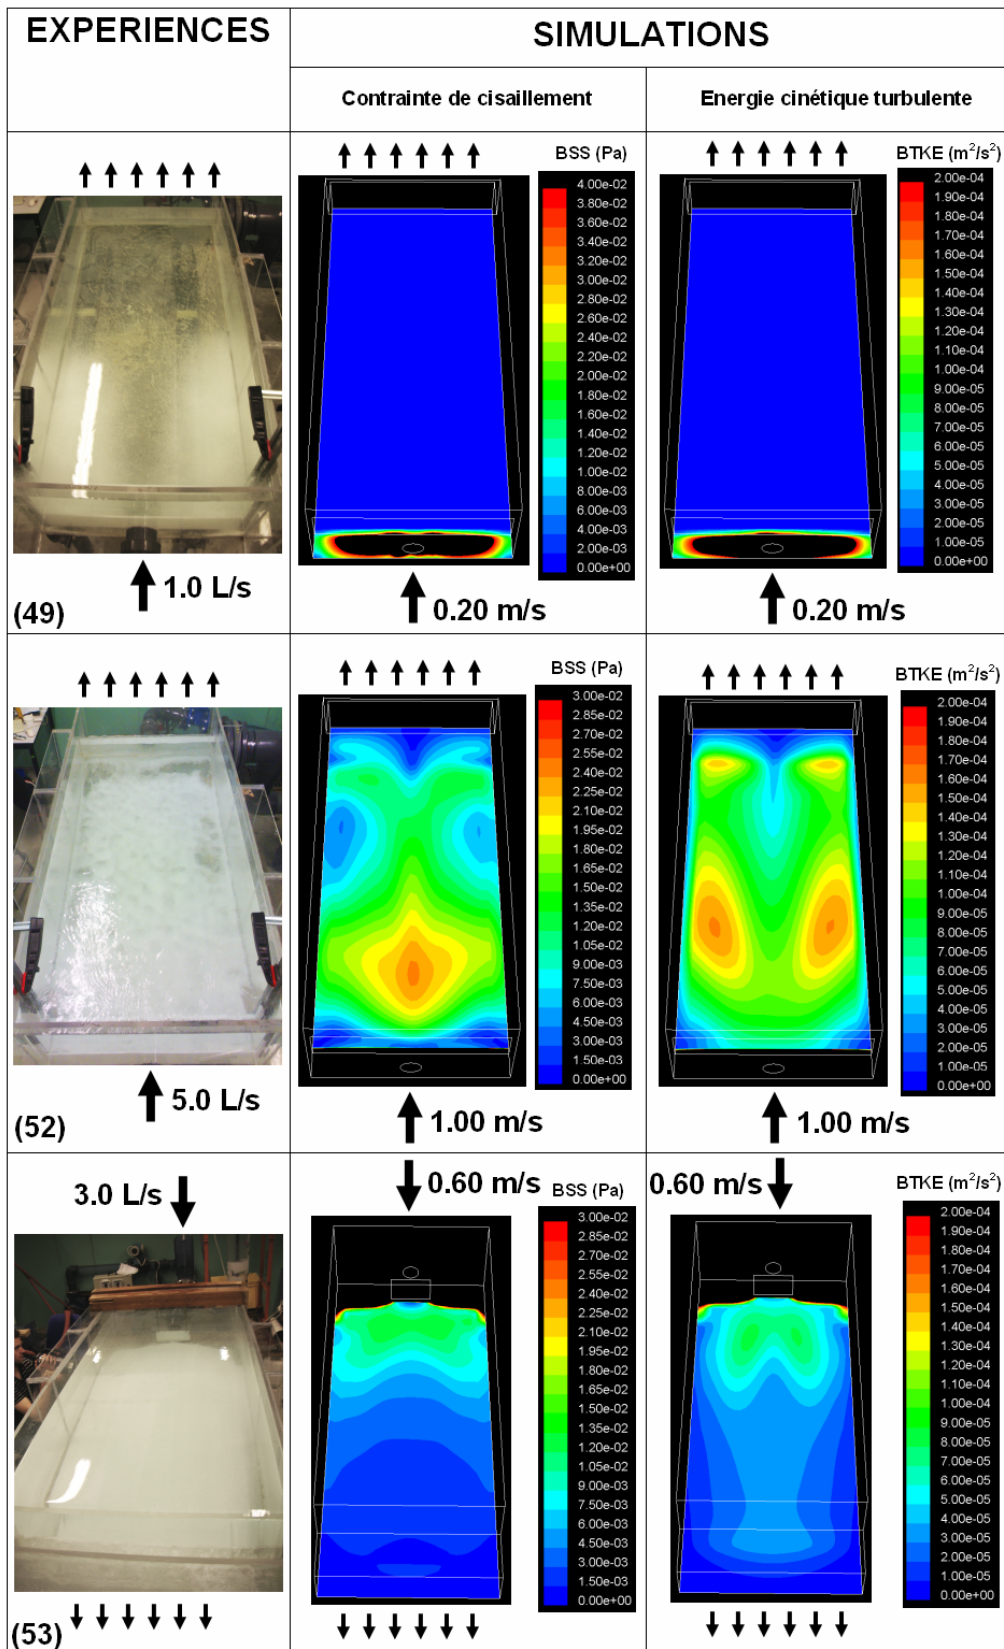 EXPERIENCES
SIMULATIONS
Contrainte de cisaillement
Energie cinétique turbulente
BSS (Pa)
4.00e-02
3.80e-02
3.60e-02
3.40e-02
3.20e-02
3.00e-02
2.80e-02
2.60e-02
2.40e-02
2.20e-02
2.00e-02
1.80e-02
1.60e-02
1.40e-02
1.20e-02
1.00e-02
8.00e-03
6.00e-03
4.00e-03
2.00e-03
0.00e+00
BTKE (m²/s²)
2.00e-04
1.90e-04
1.80e-04
1.70e-04
1.60e-04
1.50e-04
1.40e-04
1.30e-04
1.20e-04
1.10e-04
1.00e-04
9.00e-05
8.00e-05
7.00e-05
6.00e-05
5.00e-05
4.00e-05
3.00e-05
2.00e-05
1.00e-05
0.00e+00
1.0 L/s
(49)
0.20 m/s
0.20 m/s
BSS (Pa)
3.00e-02
2.85e-02
2.70e-02
2.55e-02
2.40e-02
2.25e-02
2.10e-02
1.95e-02
1.80e-02
1.65e-02
1.50e-02
1.35e-02
1.20e-02
1.05e-02
9.00e-03
7.50e-03
6.00e-03
4.50e-03
3.00e-03
1.50e-03
0.00e+00
BTKE (m²/s²)
2.00e-04
1.90e-04
1.80e-04
1.70e-04
1.60e-04
1.50e-04
1.40e-04
1.30e-04
1.20e-04
1.10e-04
1.00e-04
9.00e-05
8.00e-05
7.00e-05
6.00e-05
5.00e-05
4.00e-05
3.00e-05
2.00e-05
1.00e-05
0.00e+00
5.0 L/s
(52)
1.00 m/s
1.00 m/s
3.0 L/s
(53)
0.60 m/s
BSS (Pa)
3.00e-02
2.85e-02
2.70e-02
2.55e-02
2.40e-02
2.25e-02
2.10e-02
1.95e-02
1.80e-02
1.65e-02
1.50e-02
1.35e-02
1.20e-02
1.05e-02
9.00e-03
7.50e-03
6.00e-03
4.50e-03
3.00e-03
1.50e-03
0.00e+00
0.60 m/s
BTKE (m²/s²)
2.00e-04
1.90e-04
1.80e-04
1.70e-04
1.60e-04
1.50e-04
1.40e-04
1.30e-04
1.20e-04
1.10e-04
1.00e-04
9.00e-05
8.00e-05
7.00e-05
6.00e-05
5.00e-05
4.00e-05
3.00e-05
2.00e-05
1.00e-05
0.00e+00